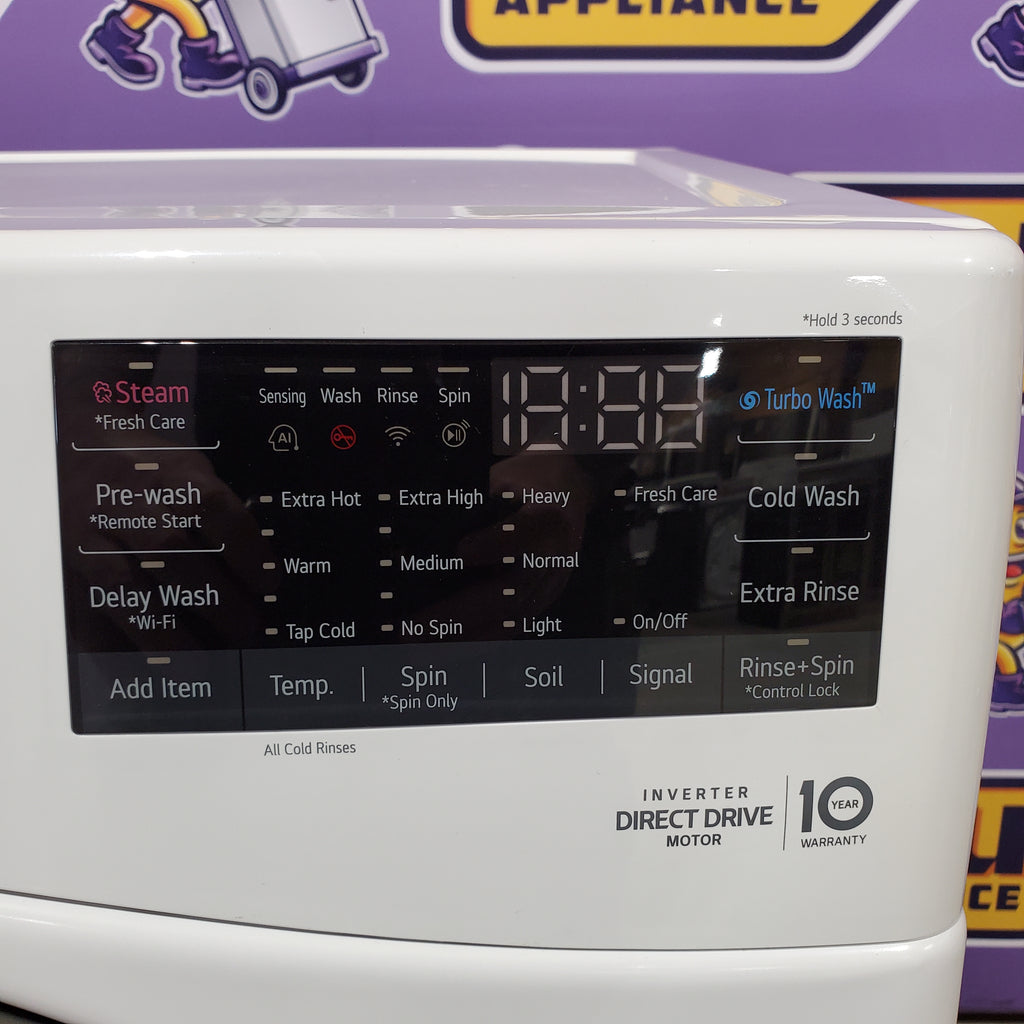 APPLIANCE
*Hold 3 seconds
Steam
*Fresh Care
Sensing Wash Rinse Spin
AI
18:88
Turbo Wash™
Pre-wash
*Remote Start
Extra Hot Extra High Heavy Fresh Care
Cold Wash
Warm Medium Normal
Delay Wash
*Wi-Fi
Extra Rinse
Tap Cold No Spin Light On/Off
Add Item
Temp. Spin Soil Signal
*Spin Only
Rinse+Spin
*Control Lock
All Cold Rinses
INVERTER
DIRECT DRIVE
MOTOR
10 YEAR
WARRANTY
CE